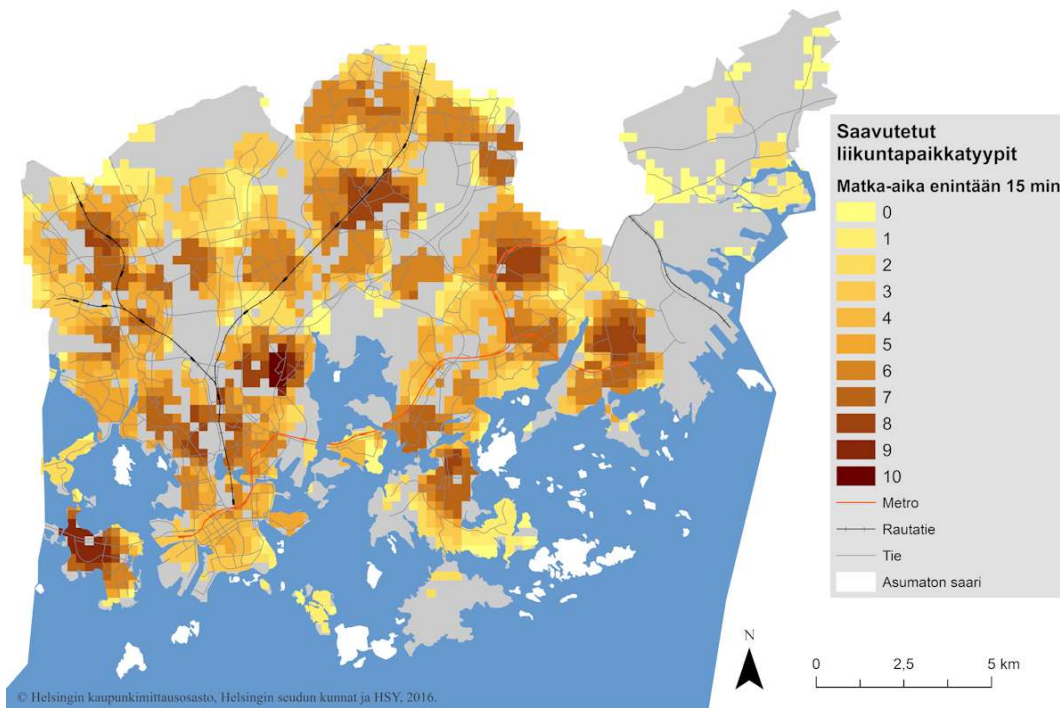 Saavutetut
liikuntapaikkatyypit
Matka-aika enintään 15 min
0
1
2
3
4
5
6
7
8
9
10
Metro
Rautatie
Tie
Asumaton saari
N
0 2,5 5 km
© Helsingin kaupunkimittausosasto, Helsingin seudun kunnat ja HSY, 2016.